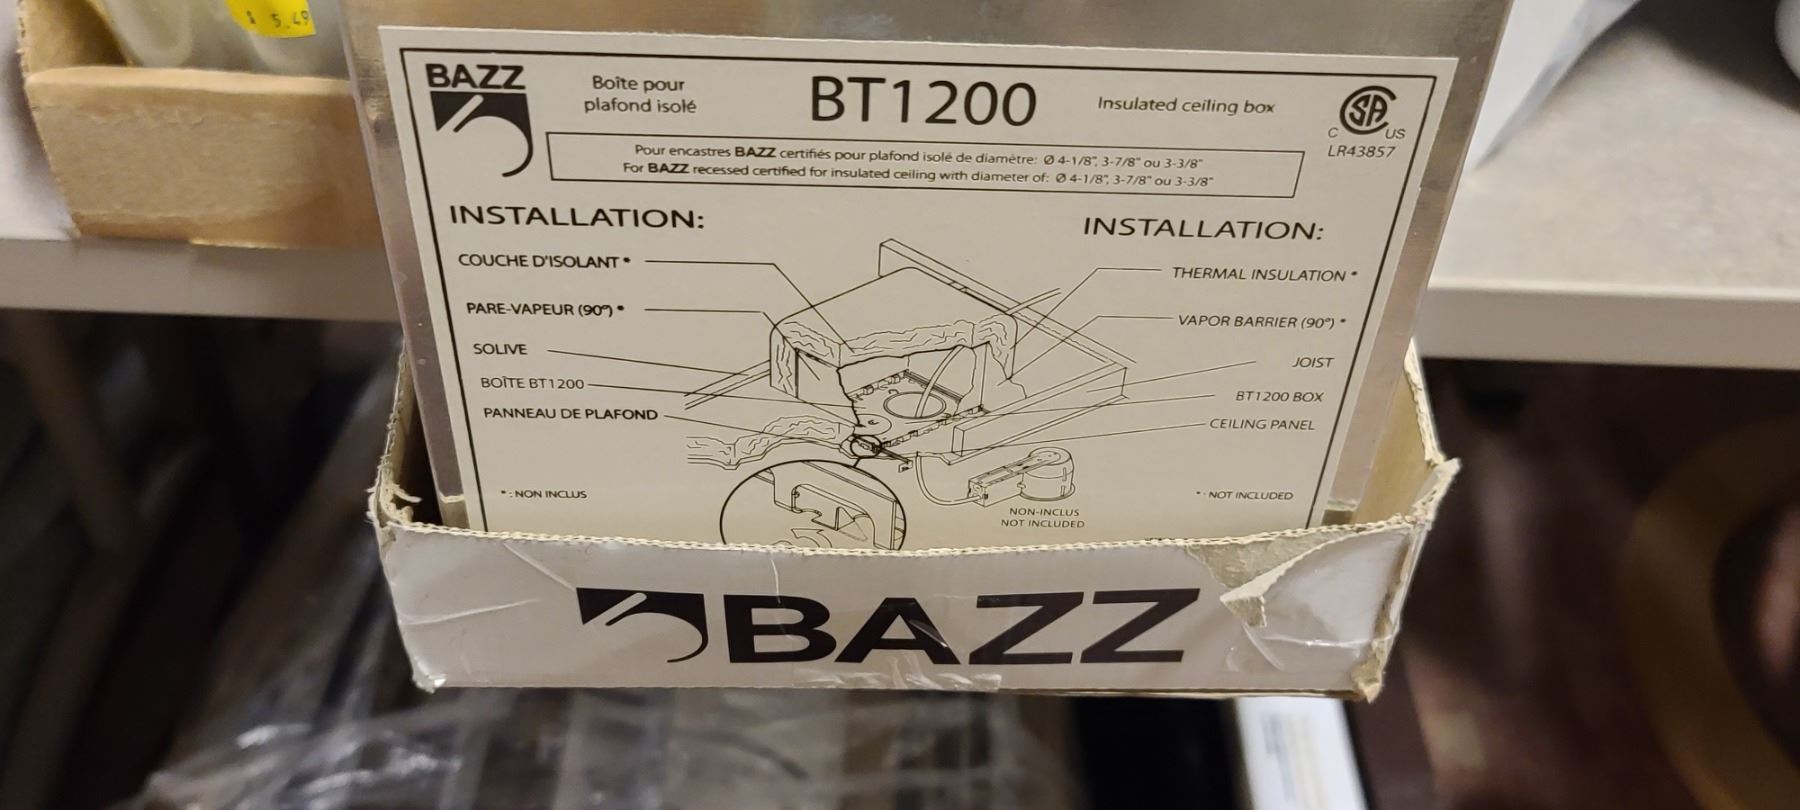 $ 5.49
BAZZ
Boîte pour
plafond isolé
BT1200
Insulated ceiling box
C US
LR43857
Pour encastres BAZZ certifiés pour plafond isolé de diamètre: Ø 4-1/8", 3-7/8" ou 3-3/8"
For BAZZ recessed certified for insulated ceiling with diameter of: Ø 4-1/8", 3-7/8" ou 3-3/8"
INSTALLATION:
COUCHE D'ISOLANT *
PARE-VAPEUR (90º) *
SOLIVE
BOÎTE BT1200
PANNEAU DE PLAFOND
* : NON INCLUS
INSTALLATION:
THERMAL INSULATION *
VAPOR BARRIER (90º) *
JOIST
BT1200 BOX
CEILING PANEL
* : NOT INCLUDED
NON-INCLUS
NOT INCLUDED
BAZZ